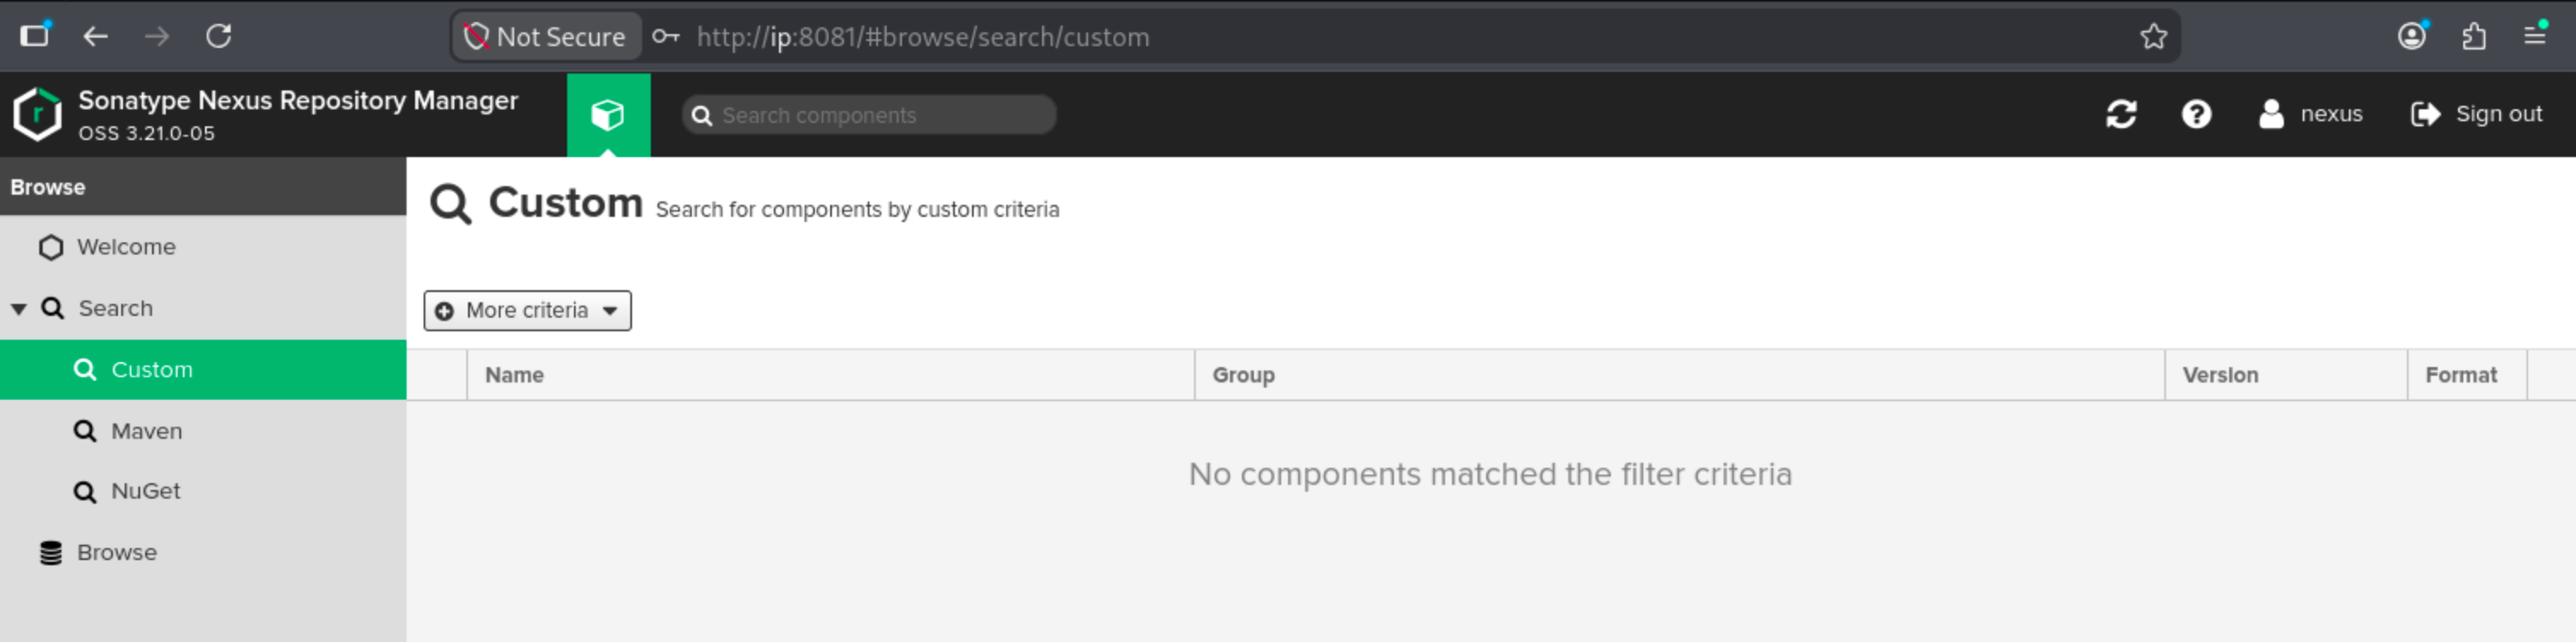 Not Secure http://ip:8081/#browse/search/custom
Sonatype Nexus Repository Manager
OSS 3.21.0-05
Search components
nexus
Sign out
Browse
Welcome
Search
Custom
Maven
NuGet
Browse
Custom Search for components by custom criteria
More criteria
Name Group Version Format
No components matched the filter criteria